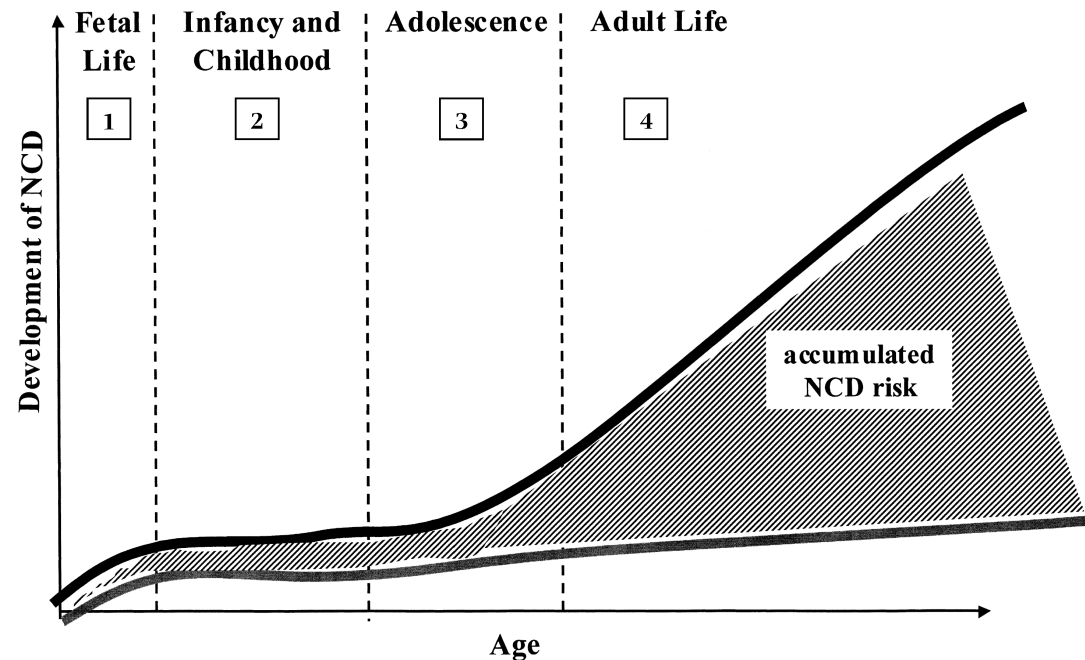 Fetal
Life
Infancy and
Childhood
Adolescence
Adult Life
1
2
3
4
Development of NCD
accumulated
NCD risk
Age